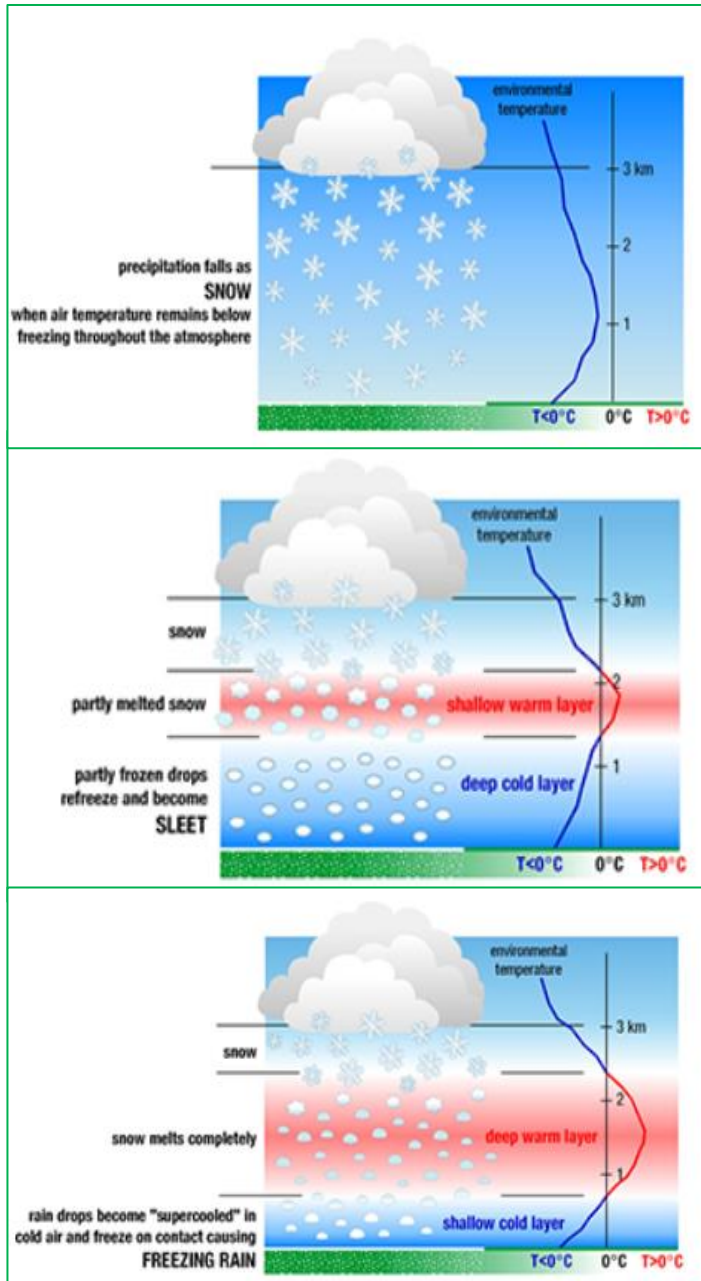 environmental
temperature
3 km
precipitation falls as
SNOW
when air temperature remains below
freezing throughout the atmosphere
2
1
T<0°C 0°C T>0°C
environmental
temperature
3 km
snow
2
partly melted snow
shallow warm layer
partly frozen drops
refreeze and become
SLEET
deep cold layer
1
T<0°C 0°C T>0°C
environmental
temperature
3 km
snow
2
snow melts completely
deep warm layer
1
rain drops become "supercooled" in
cold air and freeze on contact causing
FREEZING RAIN
shallow cold layer
T<0°C 0°C T>0°C